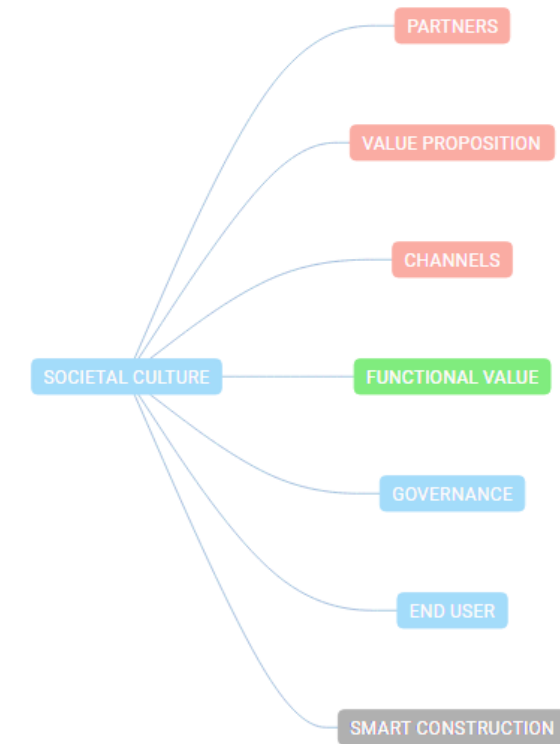 PARTNERS
VALUE PROPOSITION
CHANNELS
SOCIETAL CULTURE
FUNCTIONAL VALUE
GOVERNANCE
END USER
SMART CONSTRUCTION